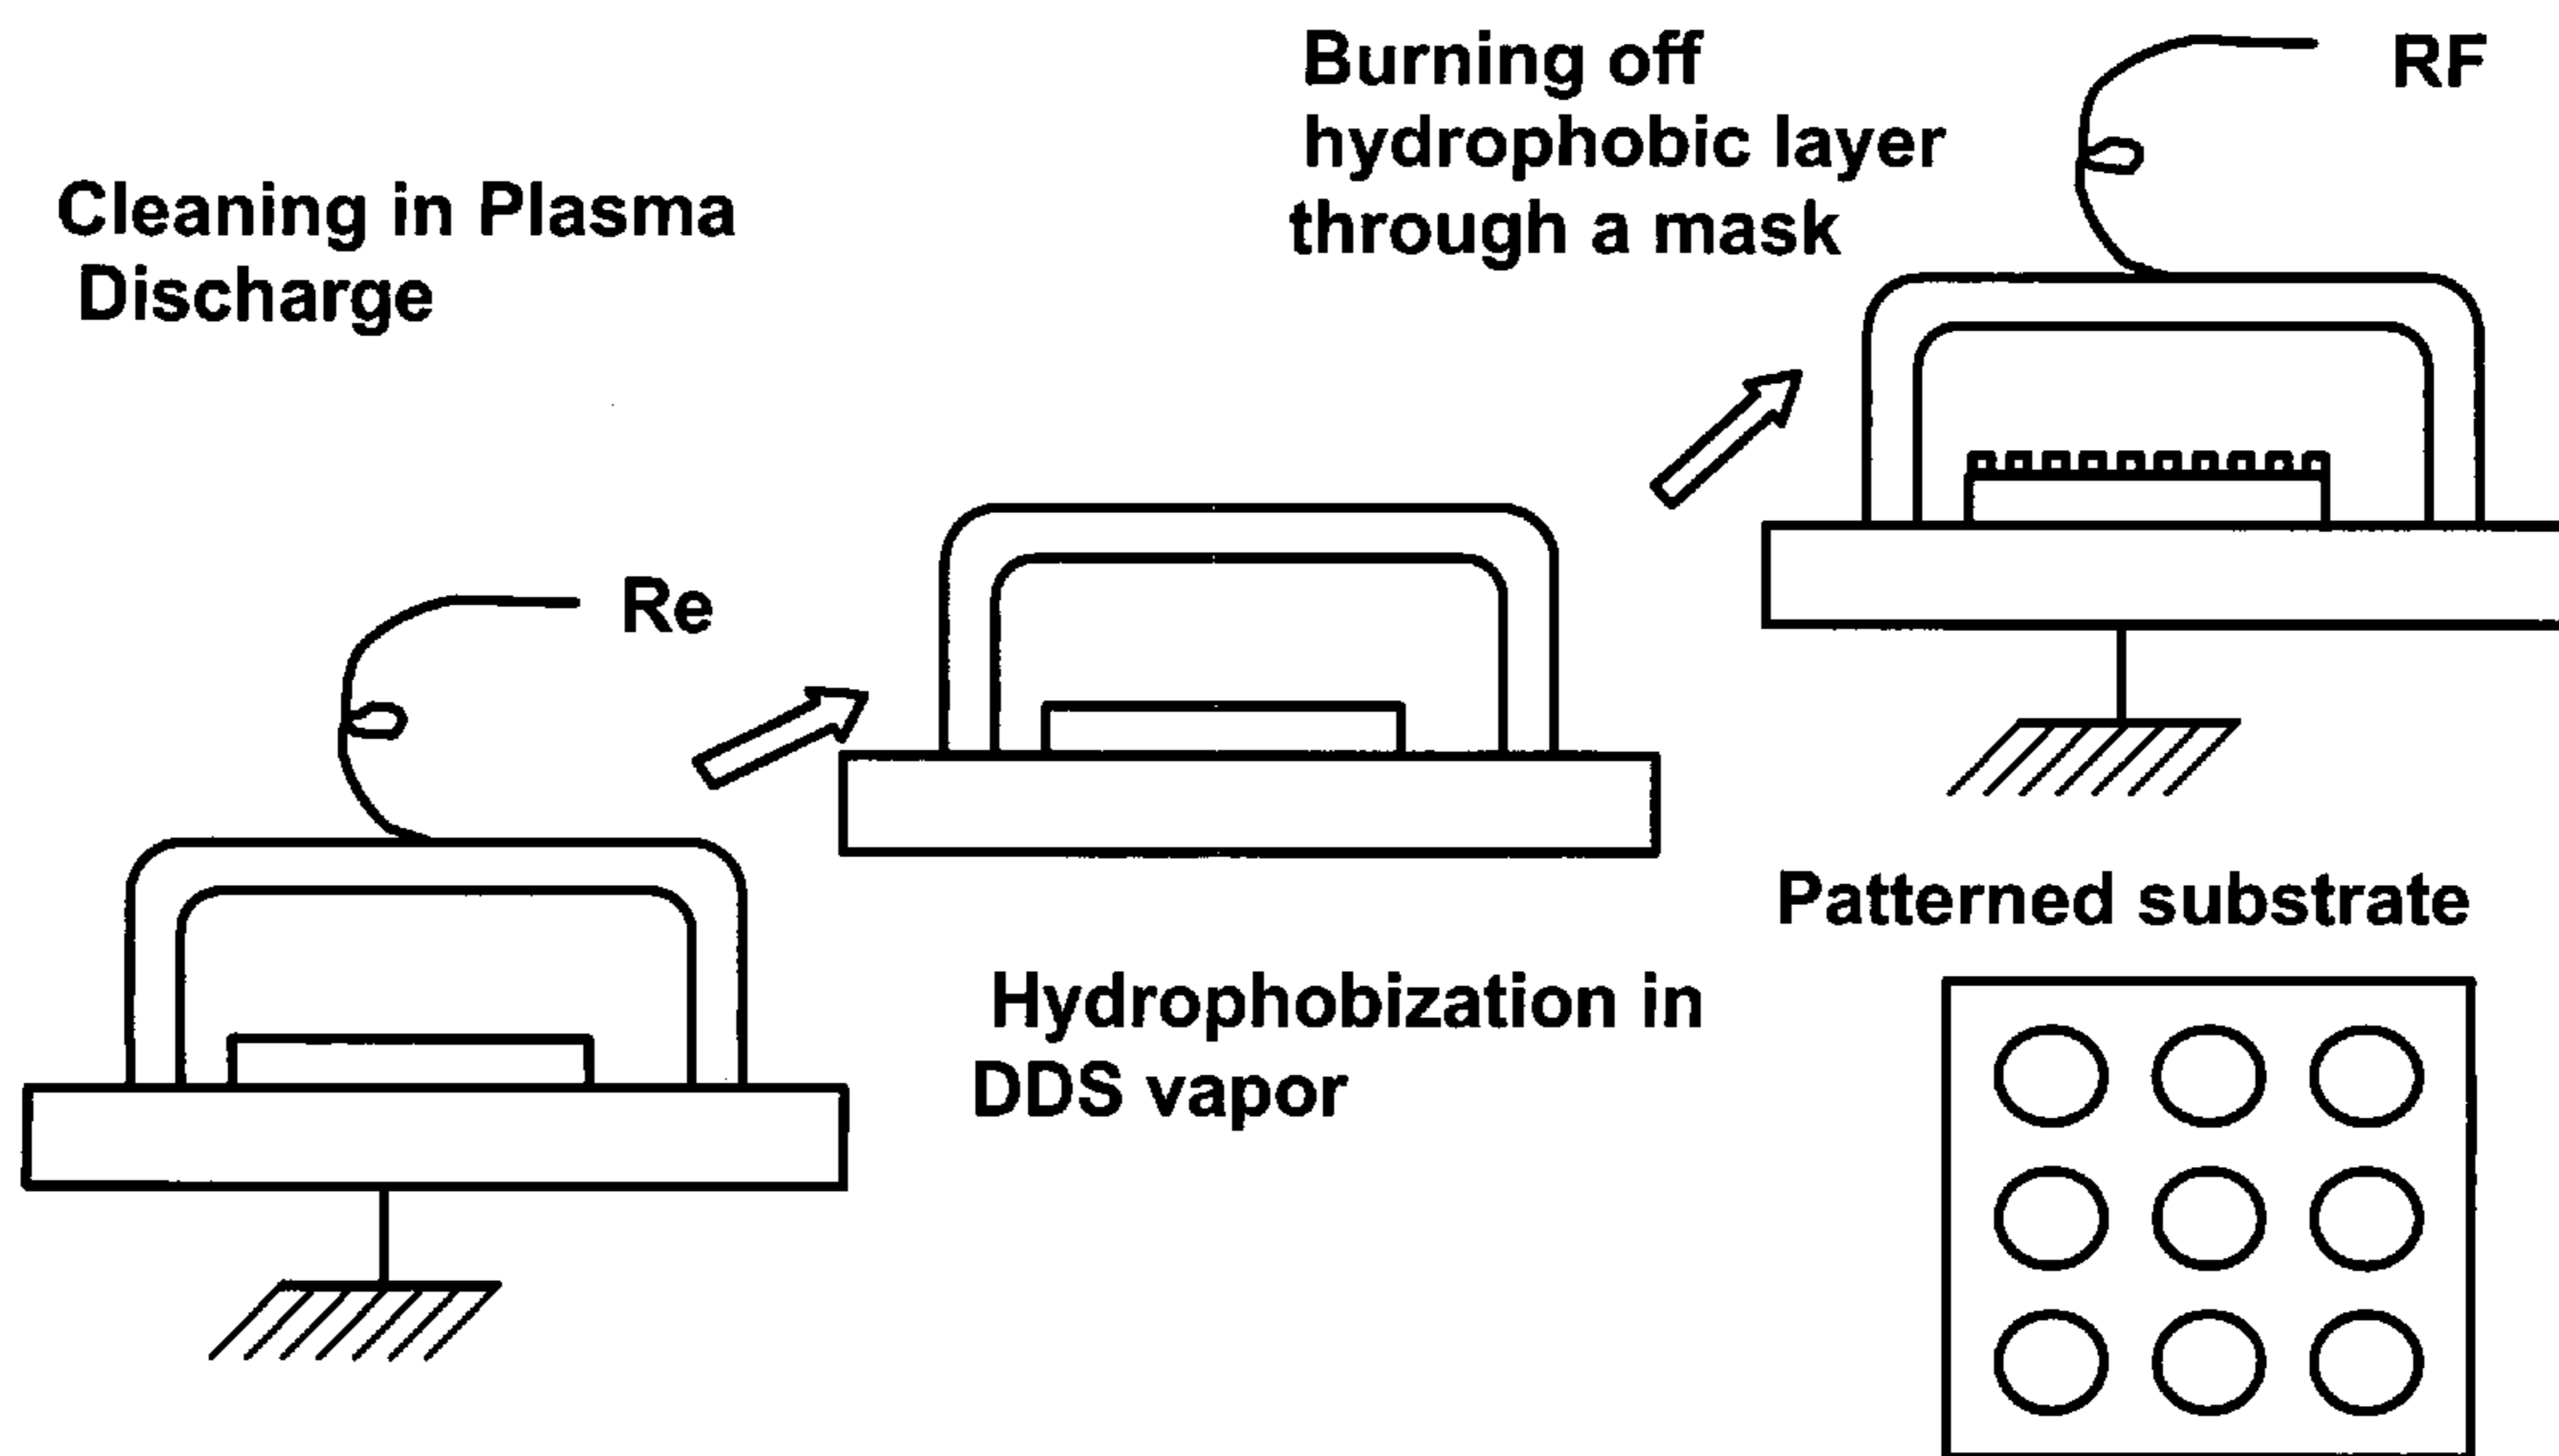 Cleaning in Plasma
Discharge
Re
Hydrophobization in
DDS vapor
Burning off
hydrophobic layer
through a mask
RF
Patterned substrate